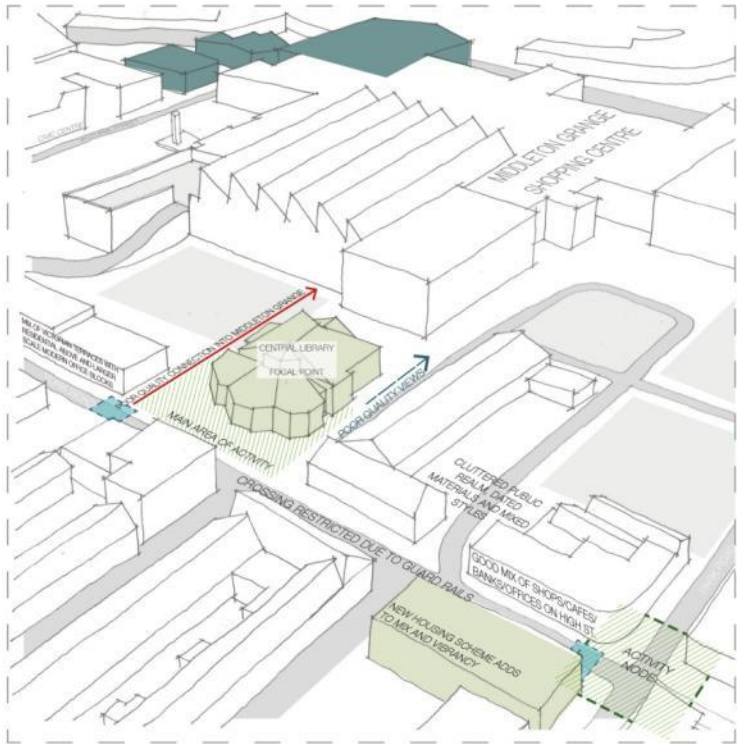 CIVIC CENTRE
MIDDLETON GRANGE
SHOPPING CENTRE
MIX OF VICTORIAN TERRACES WITH
RESIDENTIAL ABOVE AND LARGER
SCALE MODERN OFFICE BLOCKS
POOR QUALITY CONNECTION INTO MIDDLETON GRANGE
CENTRAL LIBRARY
FOCAL POINT
MAIN AREA OF ACTIVITY
POOR QUALITY VIEWS
CLUTTERED PUBLIC
REALM, DATED
MATERIALS AND MIXED
STYLES
CROSSING RESTRICTED DUE TO GUARD RAILS
GOOD MIX OF SHOPS/CAFES/
BANKS/OFFICES ON HIGH ST.
NEW HOUSING SCHEME ADDS
TO MIX AND VIBRANCY
ACTIVITY
NODE